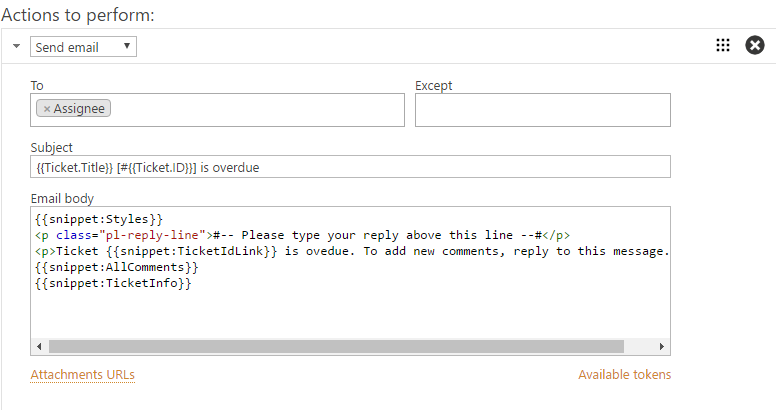 Actions to perform:
Send email
To
Except
× Assignee
Subject
{{Ticket.Title}} [#{{Ticket.ID}}] is overdue
Email body
{{snippet:Styles}}
<p class="pl-reply-line">#-- Please type your reply above this line --#</p>
<p>Ticket {{snippet:TicketIdLink}} is ovedue. To add new comments, reply to this message.
{{snippet:AllComments}}
{{snippet:TicketInfo}}
Attachments URLs
Available tokens